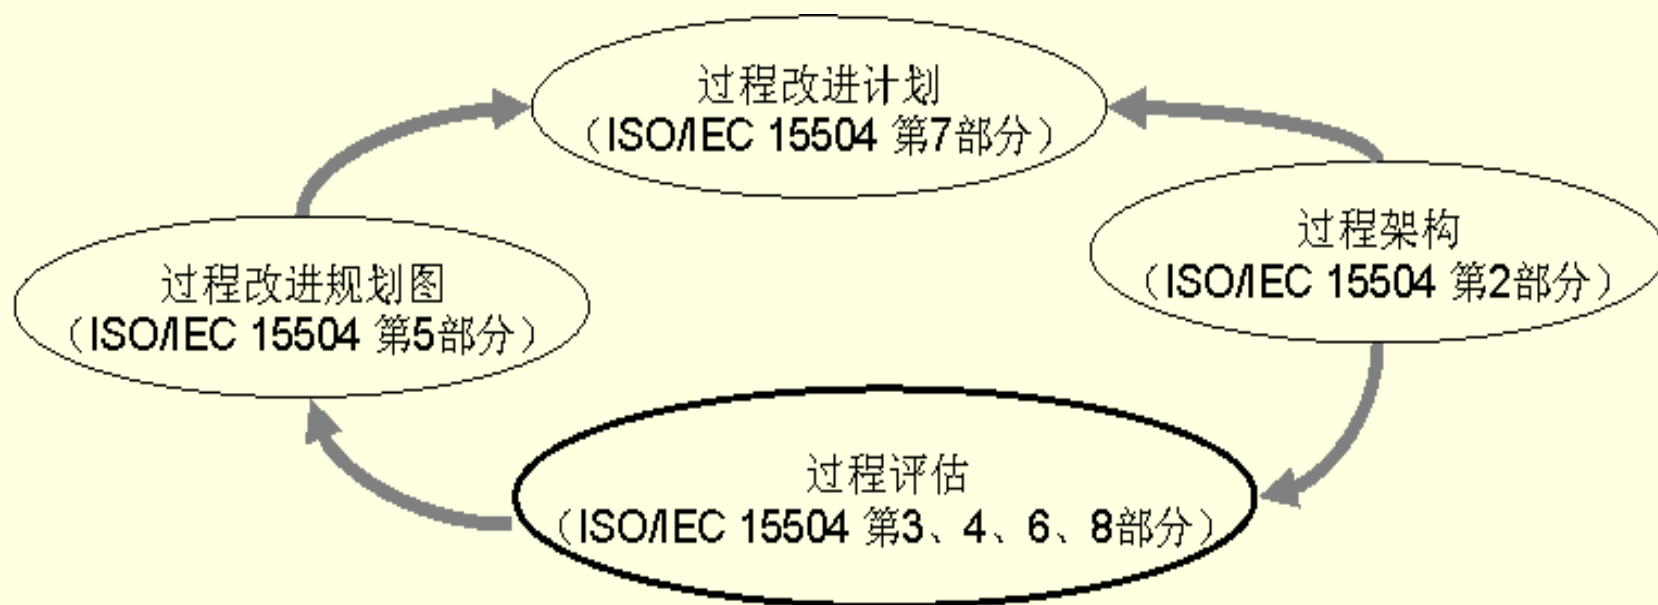 过程改进计划
（ISO/IEC 15504 第7部分）
过程架构
（ISO/IEC 15504 第2部分）
过程改进规划图
（ISO/IEC 15504 第5部分）
过程评估
（ISO/IEC 15504 第3、4、6、8部分）